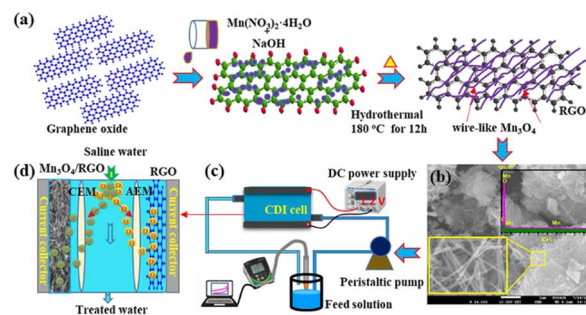 (a)
Mn(NO3)2·4H2O
+
NaOH
Graphene oxide
Hydrothermal
180 °C for 12h
RGO
wire-like Mn3O4
Saline water
(d)
Mn3O4/RGO
RGO
CEM
AEM
Current collector
Current collector
Treated water
(c)
DC power supply
1.2 V
CDI cell
Peristaltic pump
Feed solution
(b)
Mn
O
Mn
Mn